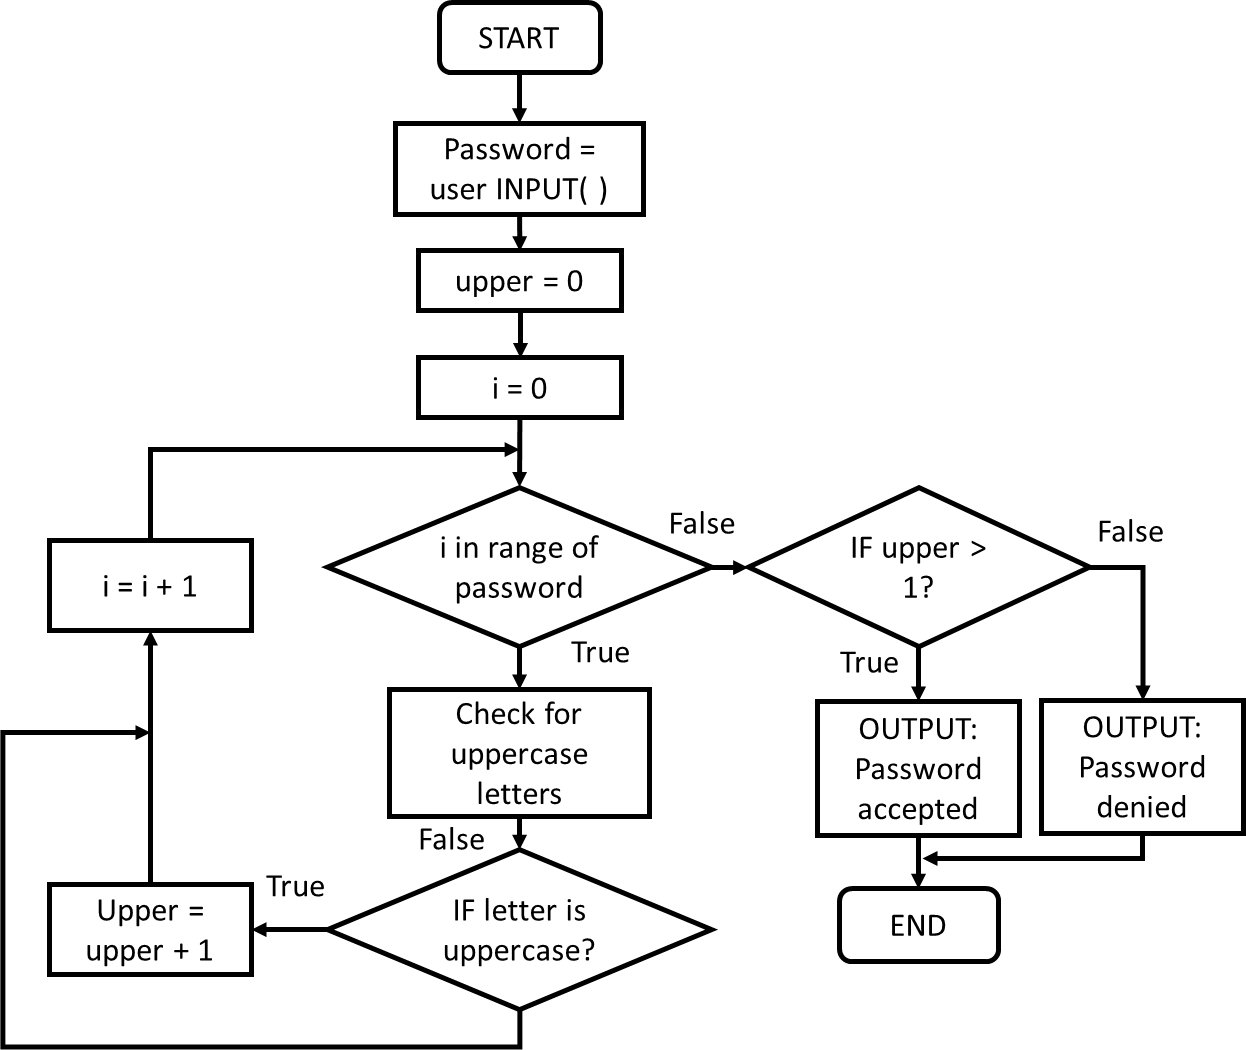 START
Password =
user INPUT( )
upper = 0
i = 0
i in range of
password
False
IF upper >
1?
False
i = i + 1
True
True
Check for
uppercase
letters
OUTPUT:
Password
accepted
OUTPUT:
Password
denied
False
True
IF letter is
uppercase?
Upper =
upper + 1
END